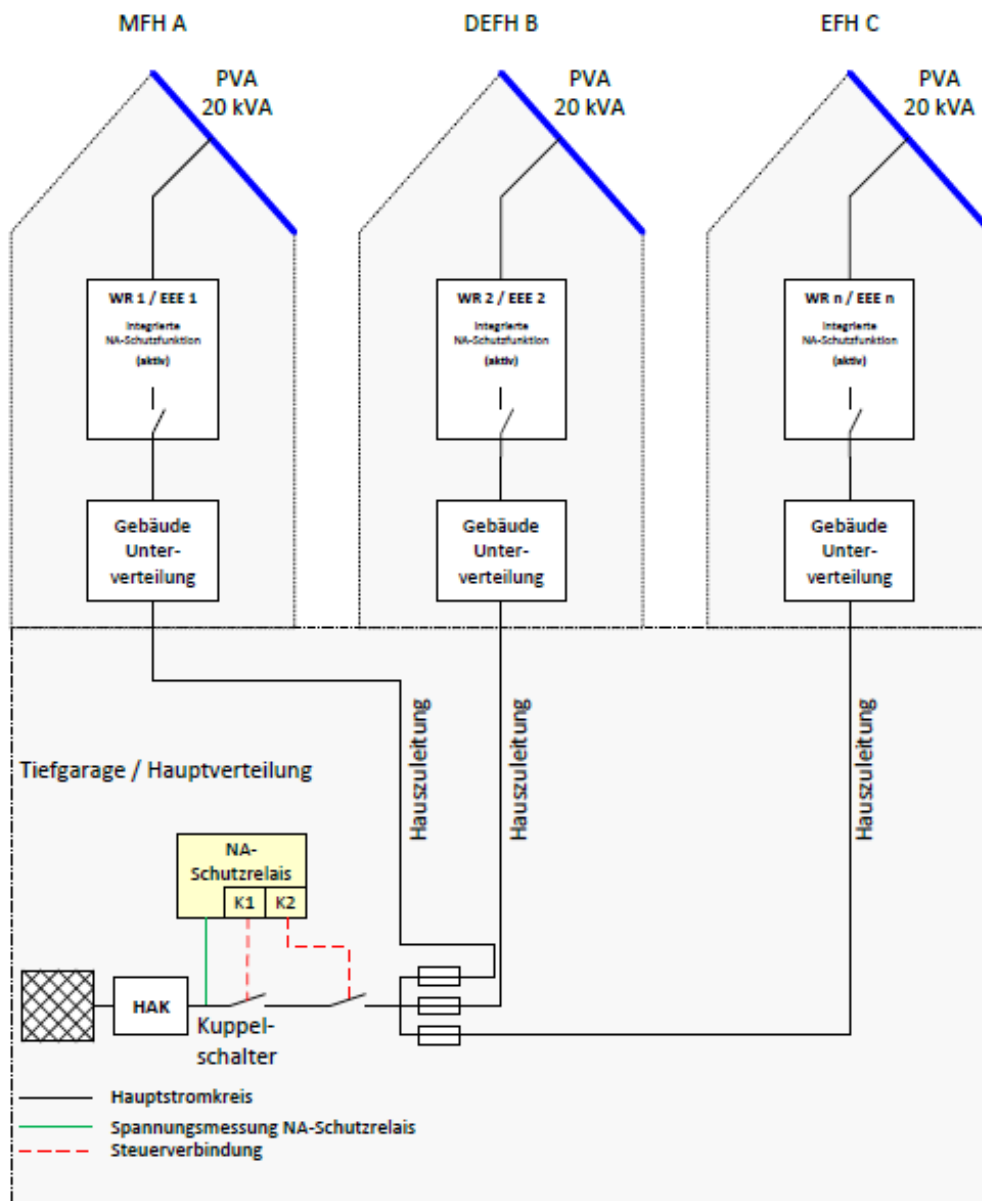 MFH A
DEFH B
EFH C
PVA
20 kVA
PVA
20 kVA
PVA
20 kVA
WR 1 / EEE 1
Integrierte
NA-Schutzfunktion
(aktiv)
WR 2 / EEE 2
Integrierte
NA-Schutzfunktion
(aktiv)
WR n / EEE n
Integrierte
NA-Schutzfunktion
(aktiv)
Gebäude
Unter-
verteilung
Gebäude
Unter-
verteilung
Gebäude
Unter-
verteilung
Hauszuleitung
Hauszuleitung
Hauszuleitung
Tiefgarage / Hauptverteilung
NA-
Schutzrelais
K1
K2
HAK
Kuppel-
schalter
Hauptstromkreis
Spannungsmessung NA-Schutzrelais
Steuerverbindung